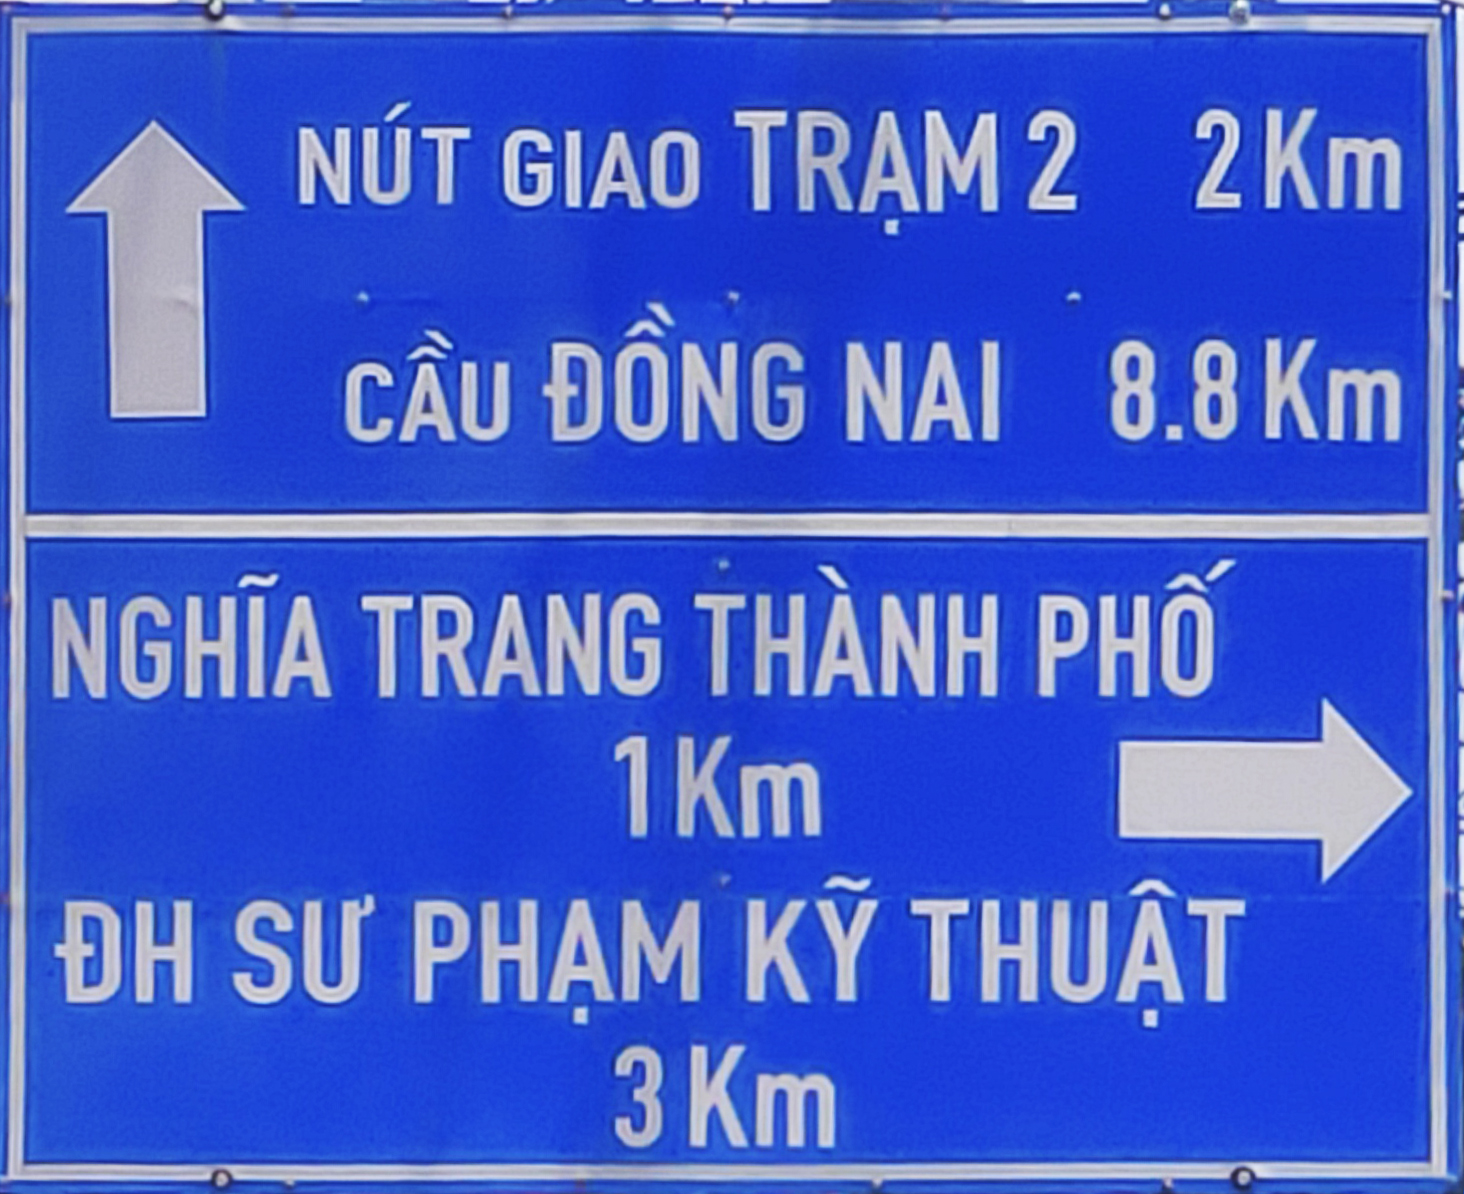 NÚT GIAO TRẠM 2 2 Km
CẦU ĐỒNG NAI 8.8 Km
NGHĨA TRANG THÀNH PHỐ
1 Km
ĐH SƯ PHẠM KỸ THUẬT
3 Km